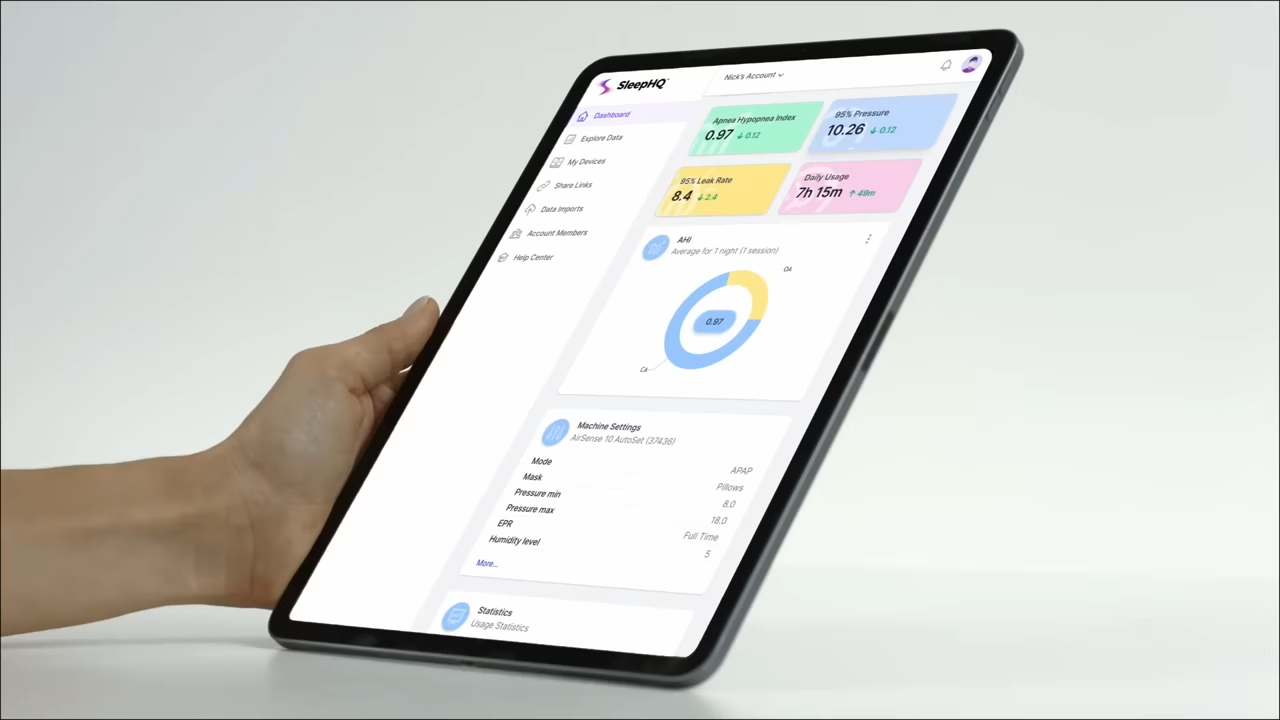 SleepHQ™
Nick's Account
Dashboard
Explore Data
My Devices
Share Links
Data Imports
Account Members
Help Center
Apnea Hypopnea Index
0.97 ↓ 0.12
95% Pressure
10.26 ↓ 0.12
95% Leak Rate
8.4 ↓ 2.4
Daily Usage
7h 15m ↑ 49m
AHI
Average for 1 night (1 session)
OA
0.97
CA
Machine Settings
AirSense 10 AutoSet (37436)
Mode APAP
Mask Pillows
Pressure min 8.0
Pressure max 18.0
EPR Full Time
Humidity level 5
More...
Statistics
Usage Statistics